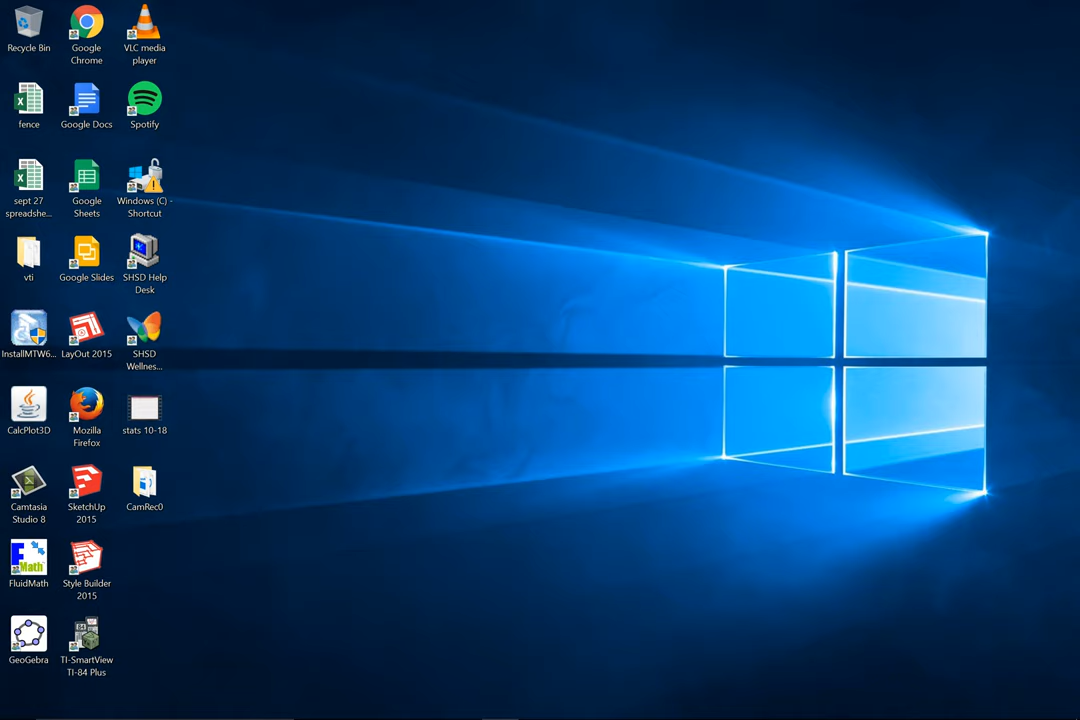 Recycle Bin
Google
Chrome
VLC media
player
fence
Google Docs
Spotify
sept 27
spreadshe...
Google
Sheets
Windows (C) -
Shortcut
vti
Google Slides
SHSD Help
Desk
InstallMTW6...
LayOut 2015
SHSD
Wellnes...
CalcPlot3D
Mozilla
Firefox
stats 10-18
Camtasia
Studio 8
SketchUp
2015
CamRec0
F
Math
FluidMath
Style Builder
2015
84
GeoGebra
TI-SmartView
TI-84 Plus